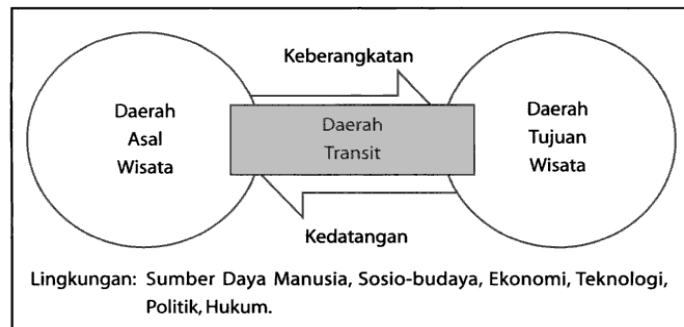 Keberangkatan
Daerah
Asal
Wisata
Daerah
Transit
Daerah
Tujuan
Wisata
Kedatangan
Lingkungan: Sumber Daya Manusia, Sosio-budaya, Ekonomi, Teknologi,
Politik, Hukum.